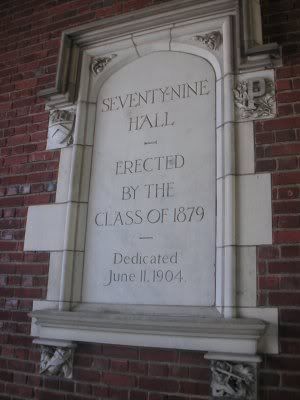 SEVENTY-NINE
HALL
—
ERECTED
BY THE
CLASS OF 1879
—
Dedicated
June 11, 1904.
P